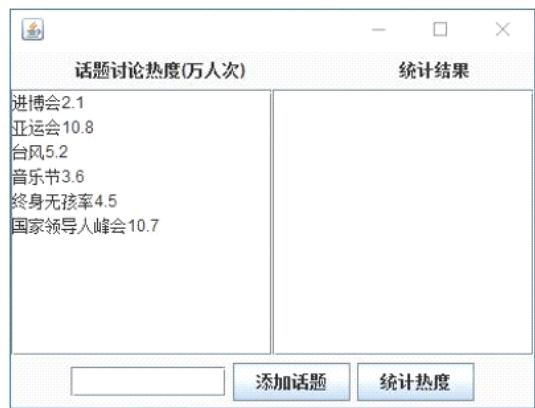 话题讨论热度(万人次) 统计结果
进博会2.1
亚运会10.8
台风5.2
音乐节3.6
终身无孩率4.5
国家领导人峰会10.7
添加话题 统计热度